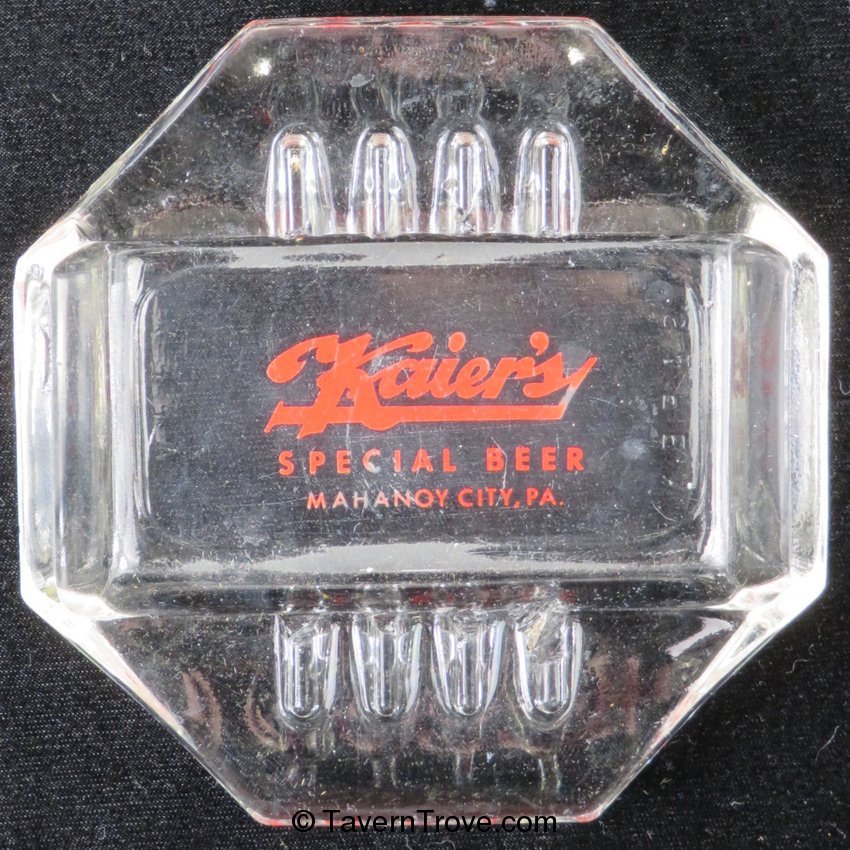 Kaier's
SPECIAL BEER
MAHANOY CITY, PA.
© TavernTrove.com